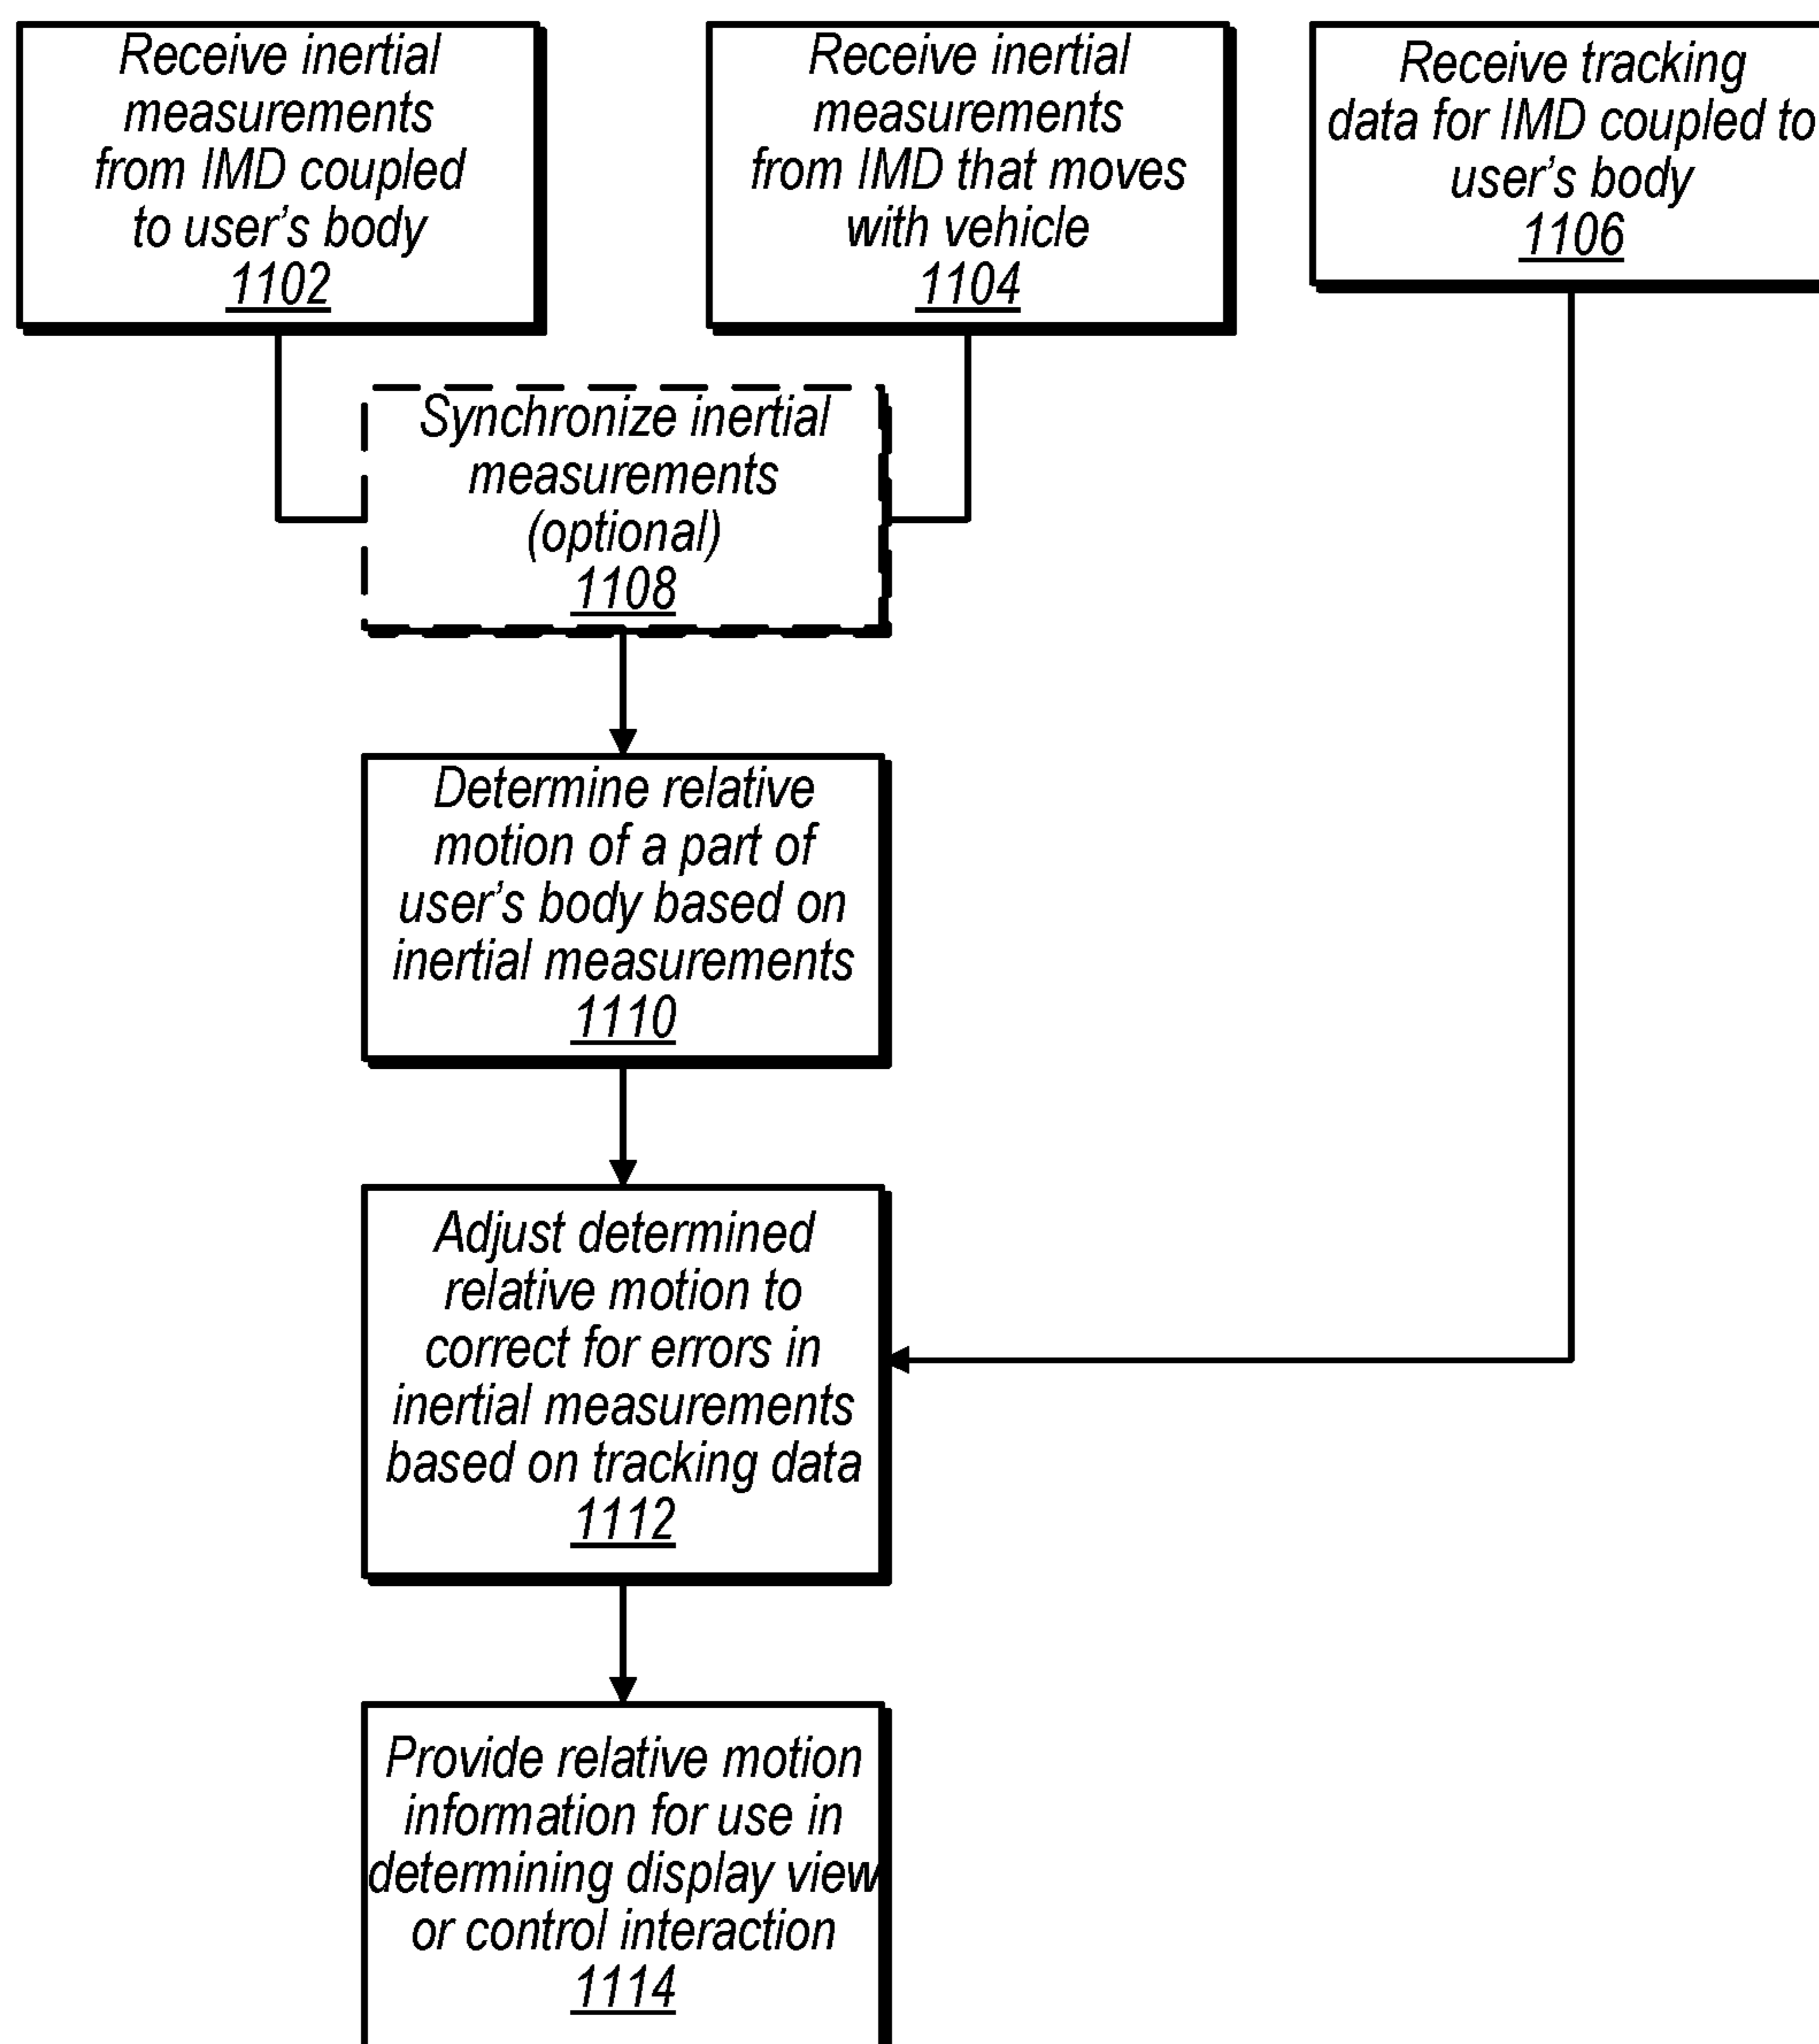 Receive inertial
measurements
from IMD coupled
to user's body
1102
Receive inertial
measurements
from IMD that moves
with vehicle
1104
Receive tracking
data for IMD coupled to
user's body
1106
Synchronize inertial
measurements
(optional)
1108
Determine relative
motion of a part of
user's body based on
inertial measurements
1110
Adjust determined
relative motion to
correct for errors in
inertial measurements
based on tracking data
1112
Provide relative motion
information for use in
determining display view
or control interaction
1114